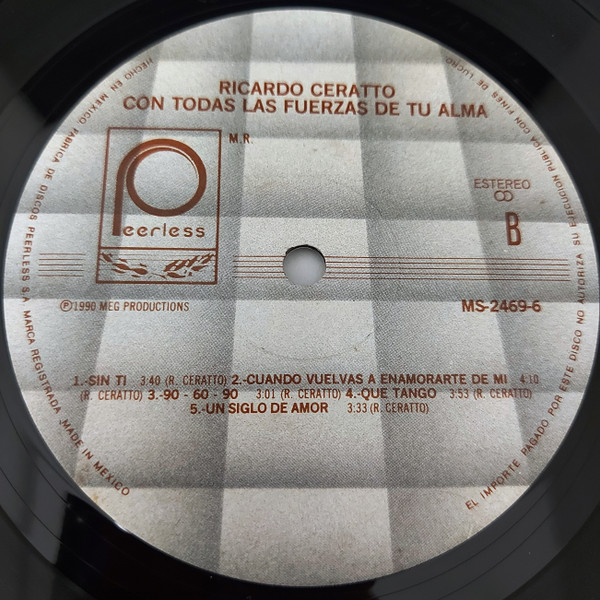 RICARDO CERATTO
CON TODAS LAS FUERZAS DE TU ALMA
M.R.
Peerless
ESTEREO
B
℗1990 MEG PRODUCTIONS
MS-2469-6
1.-SIN TI 3:40 (R. CERATTO) 2.-CUANDO VUELVAS A ENAMORARTE DE MI 4:10
(R. CERATTO) 3.-90 - 60 - 90 3:01 (R. CERATTO) 4.-QUE TANGO 3:53 (R. CERATTO)
5.-UN SIGLO DE AMOR 3:33 (R. CERATTO)
HECHO EN MEXICO FABRICA DE DISCOS PEERLESS S.A. MARCA REGISTRADA MADE IN MEXICO
EL IMPORTE PAGADO POR ESTE DISCO NO AUTORIZA SU EJECUCION PUBLICA CON FINES DE LUCRO